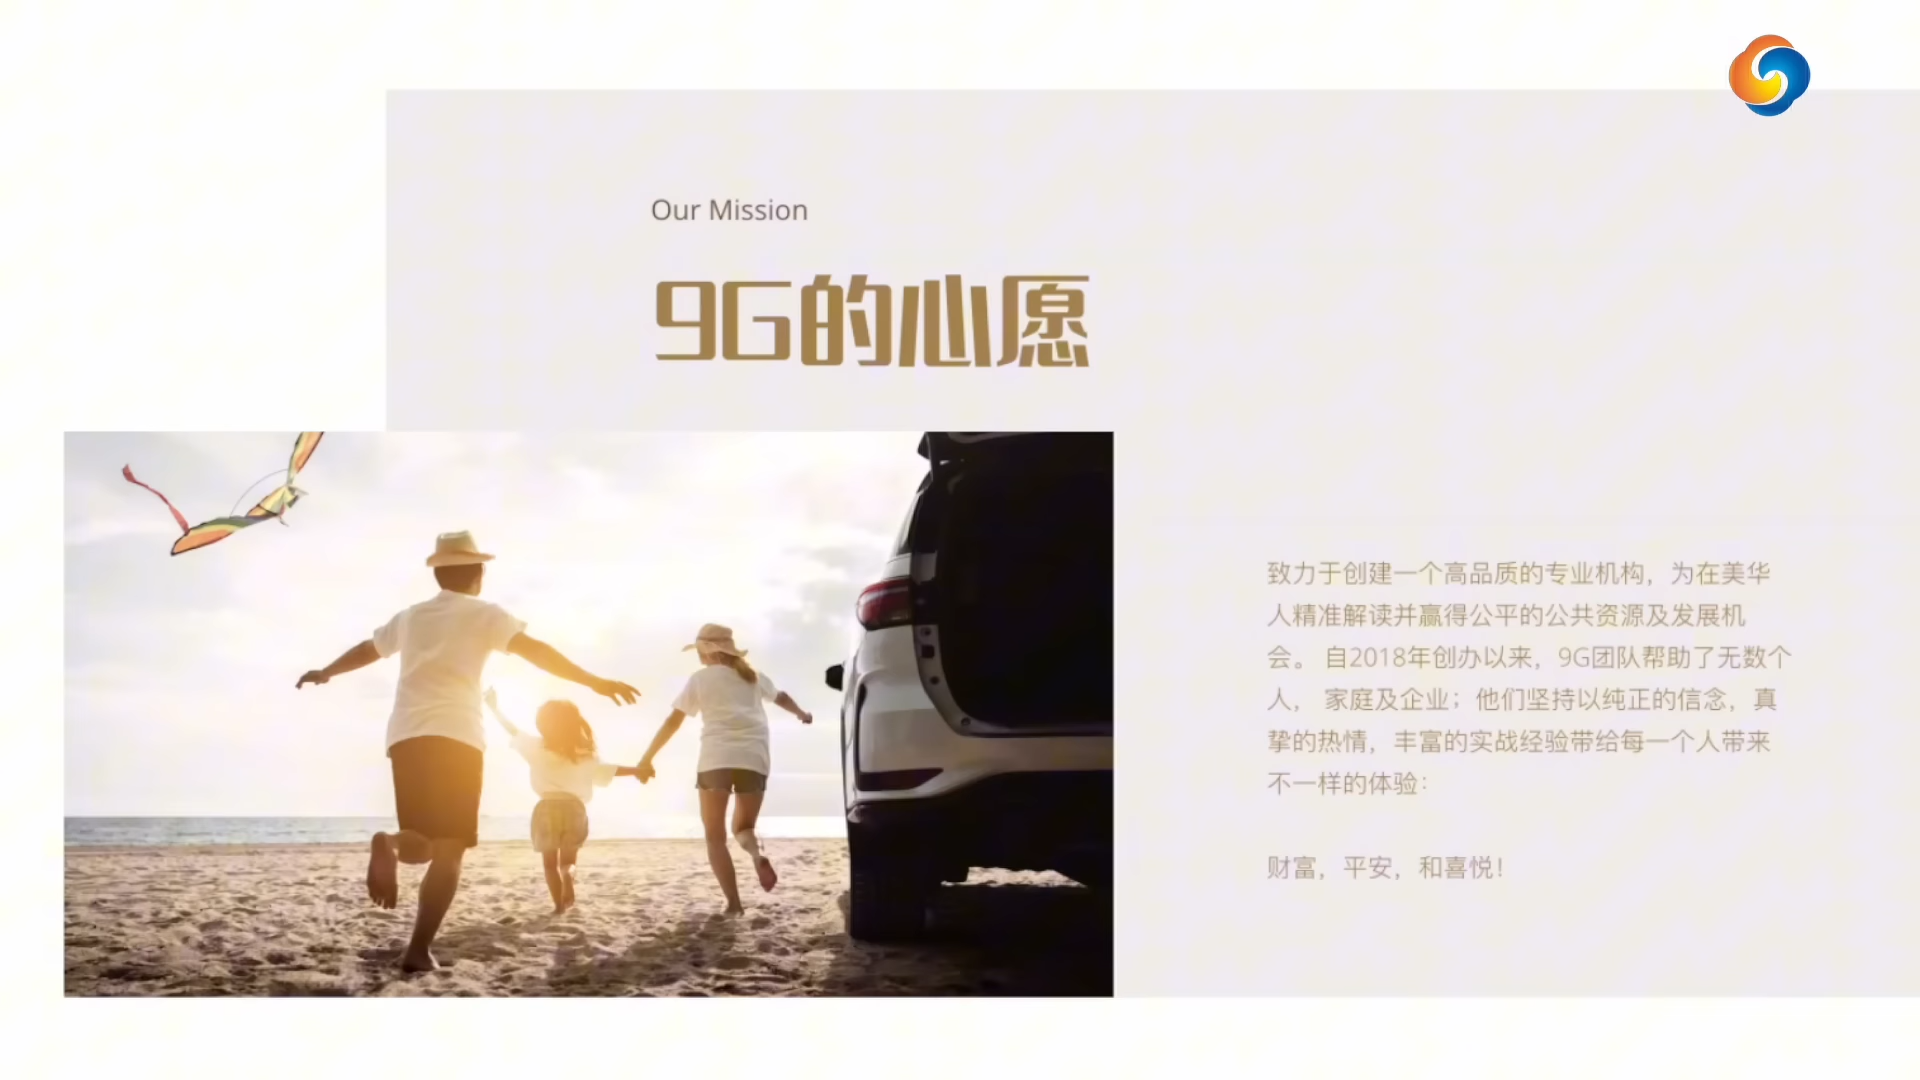 Our Mission
9G的心愿
致力于创建一个高品质的专业机构，为在美华
人精准解读并赢得公平的公共资源及发展机
会。 自2018年创办以来，9G团队帮助了无数个
人， 家庭及企业；他们坚持以纯正的信念，真
挚的热情，丰富的实战经验带给每一个人带来
不一样的体验：
财富，平安，和喜悦！